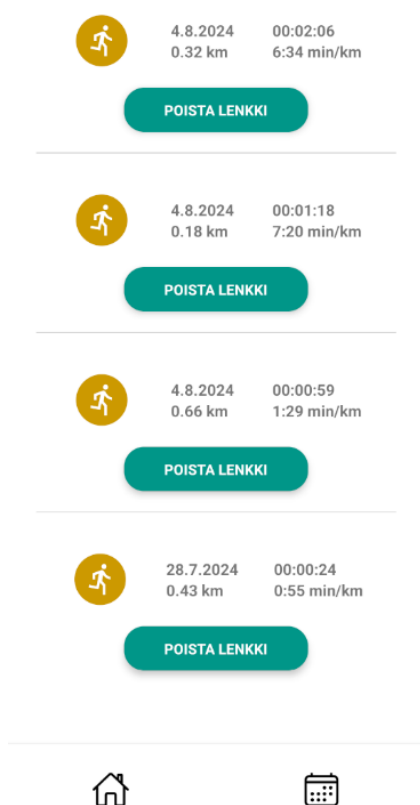 4.8.2024 00:02:06
0.32 km 6:34 min/km
POISTA LENKKI
4.8.2024 00:01:18
0.18 km 7:20 min/km
POISTA LENKKI
4.8.2024 00:00:59
0.66 km 1:29 min/km
POISTA LENKKI
28.7.2024 00:00:24
0.43 km 0:55 min/km
POISTA LENKKI